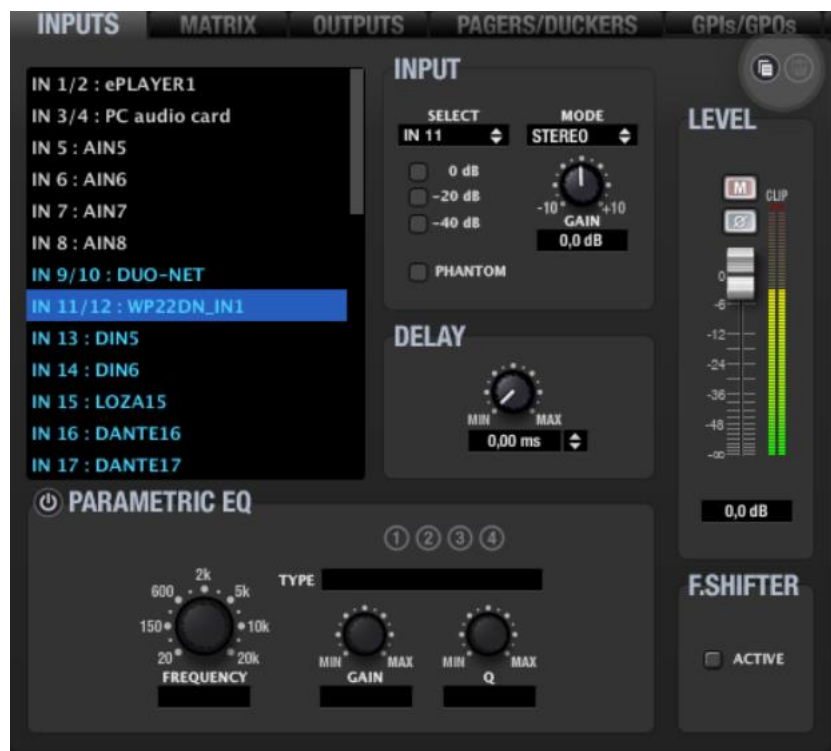 INPUTS MATRIX OUTPUTS PAGERS/DUCKERS GPIs/GPOs
IN 1/2 : ePLAYER1
IN 3/4 : PC audio card
IN 5 : AIN5
IN 6 : AIN6
IN 7 : AIN7
IN 8 : AIN8
IN 9/10 : DUO-NET
IN 11/12 : WP22DN_IN1
IN 13 : DIN5
IN 14 : DIN6
IN 15 : LOZA15
IN 16 : DANTE16
IN 17 : DANTE17
INPUT
SELECT MODE
IN 11 STEREO
0 dB
-20 dB
-40 dB
-10 +10
GAIN
0,0 dB
PHANTOM
DELAY
MIN MAX
0,00 ms
LEVEL
M CLIP
Ø
0
-6
-12
-24
-36
-48
-∞
0,0 dB
PARAMETRIC EQ
1 2 3 4
TYPE
2k
600 5k
150 10k
20 20k
FREQUENCY
MIN MAX
GAIN
MIN MAX
Q
F.SHIFTER
ACTIVE